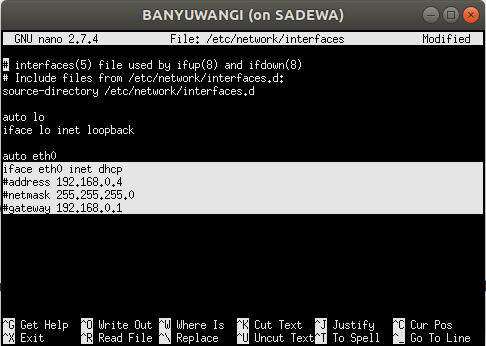 BANYUWANGI (on SADEWA)
GNU nano 2.7.4 File: /etc/network/interfaces Modified
# interfaces(5) file used by ifup(8) and ifdown(8)
# Include files from /etc/network/interfaces.d:
source-directory /etc/network/interfaces.d
auto lo
iface lo inet loopback
auto eth0
iface eth0 inet dhcp
#address 192.168.0.4
#netmask 255.255.255.0
#gateway 192.168.0.1
^G Get Help ^O Write Out ^W Where Is ^K Cut Text ^J Justify ^C Cur Pos
^X Exit ^R Read File ^\ Replace ^U Uncut Text ^T To Spell ^_ Go To Line